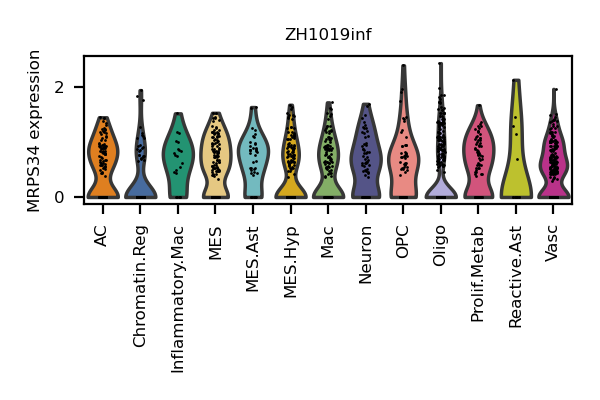 ZH1019inf
MRPS34 expression
2
0
AC
Chromatin.Reg
Inflammatory.Mac
MES
MES.Ast
MES.Hyp
Mac
Neuron
OPC
Oligo
Prolif.Metab
Reactive.Ast
Vasc